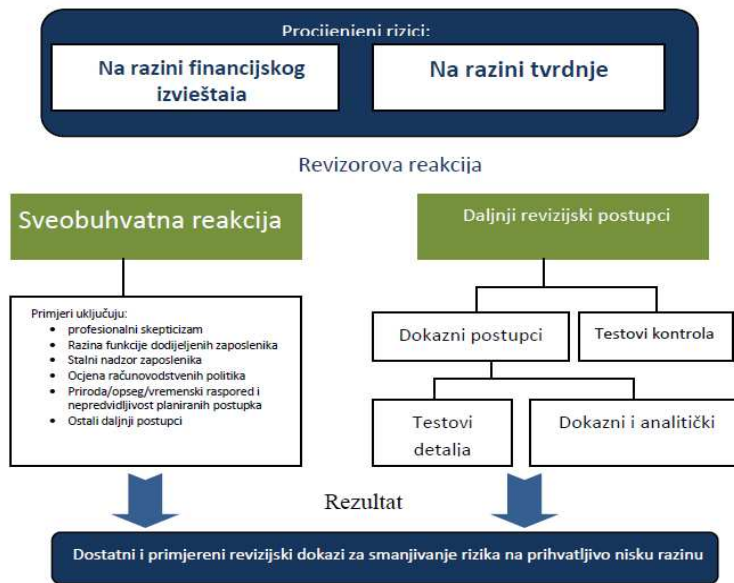 Procijenjeni rizici:
Na razini financijskog
izvještaia
Na razini tvrdnje
Revizorova reakcija
Sveobuhvatna reakcija
Daljnji revizijski postupci
Primjeri uključuju:
• profesionalni skepticizam
• Razina funkcije dodijeljenih zaposlenika
• Stalni nadzor zaposlenika
• Ocjena računovodstvenih politika
• Priroda/opseg/vremenski raspored i
nepredvidljivost planiranih postupka
• Ostali daljnji postupci
Dokazni postupci
Testovi kontrola
Testovi
detalja
Dokazni i analitički
Rezultat
Dostatni i primjereni revizijski dokazi za smanjivanje rizika na prihvatljivo nisku razinu